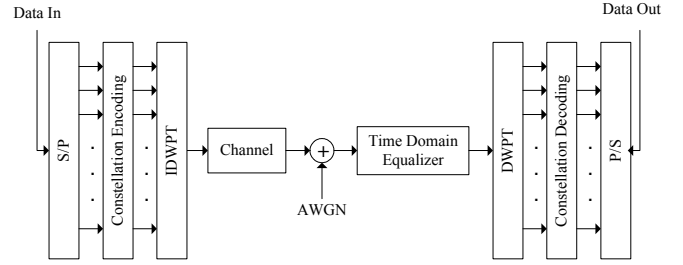 Data In
Data Out
S/P
Constellation Encoding
IDWPT
Channel
+
AWGN
Time Domain
Equalizer
DWPT
Constellation Decoding
P/S